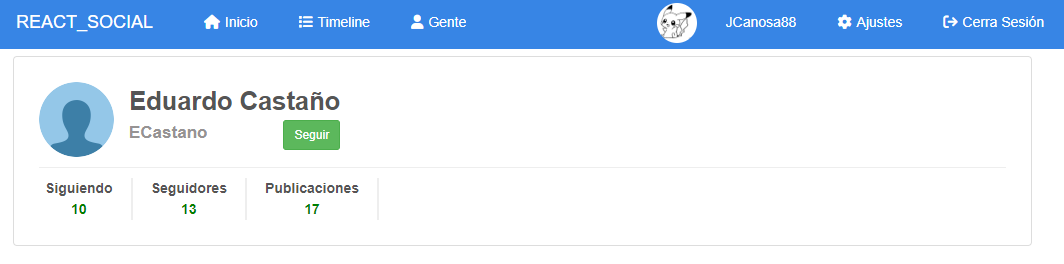 REACT_SOCIAL Inicio Timeline Gente JCanosa88 Ajustes Cerra Sesión
Eduardo Castaño
ECastano Seguir
Siguiendo Seguidores Publicaciones
10 13 17